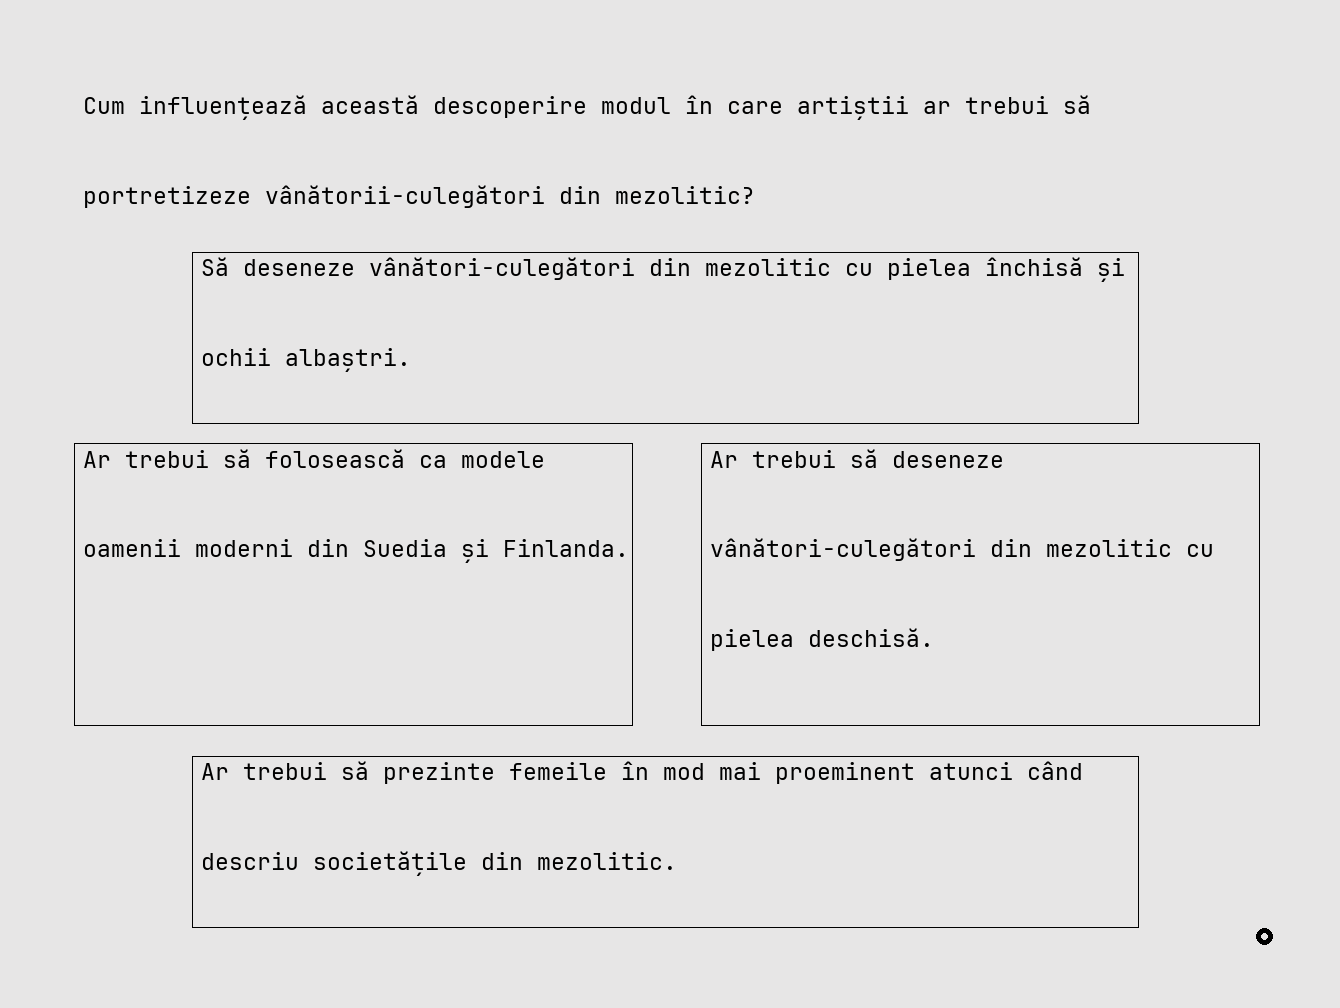 Cum influențează această descoperire modul în care artiștii ar trebui să
portretizeze vânătorii-culegători din mezolitic?
Să deseneze vânători-culegători din mezolitic cu pielea închisă și
ochii albaștri.
Ar trebui să folosească ca modele
oamenii moderni din Suedia și Finlanda.
Ar trebui să deseneze
vânători-culegători din mezolitic cu
pielea deschisă.
Ar trebui să prezinte femeile în mod mai proeminent atunci când
descriu societățile din mezolitic.